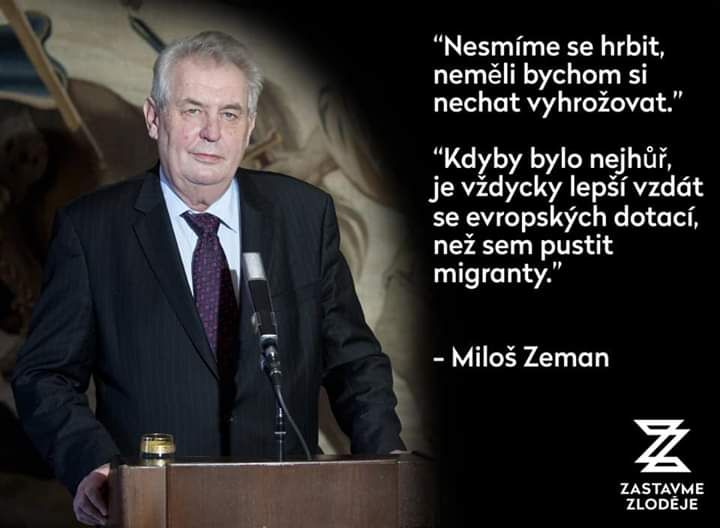 “Nesmíme se hrbit,
neměli bychom si
nechat vyhrožovat.”
“Kdyby bylo nejhůř,
je vždycky lepší vzdát
se evropských dotací,
než sem pustit
migranty.”
- Miloš Zeman
ZASTAVME
ZLODĚJE